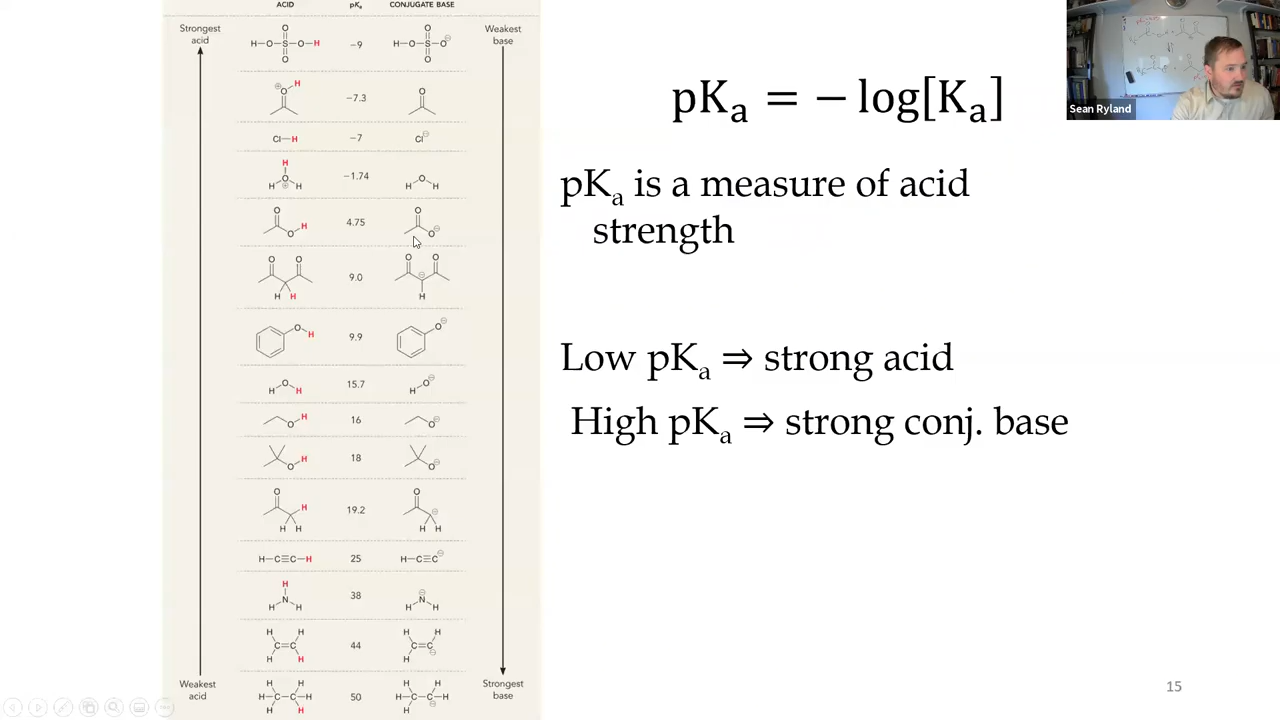 ACID pKa CONJUGATE BASE
Strongest
acid
Weakest
base
−9
−7.3
−7
−1.74
4.75
9.0
9.9
15.7
16
18
19.2
25
38
44
50
Weakest
acid
Strongest
base
pKa = − log[Ka]
pKa is a measure of acid
strength
Low pKa ⇒ strong acid
High pKa ⇒ strong conj. base
15
Sean Ryland